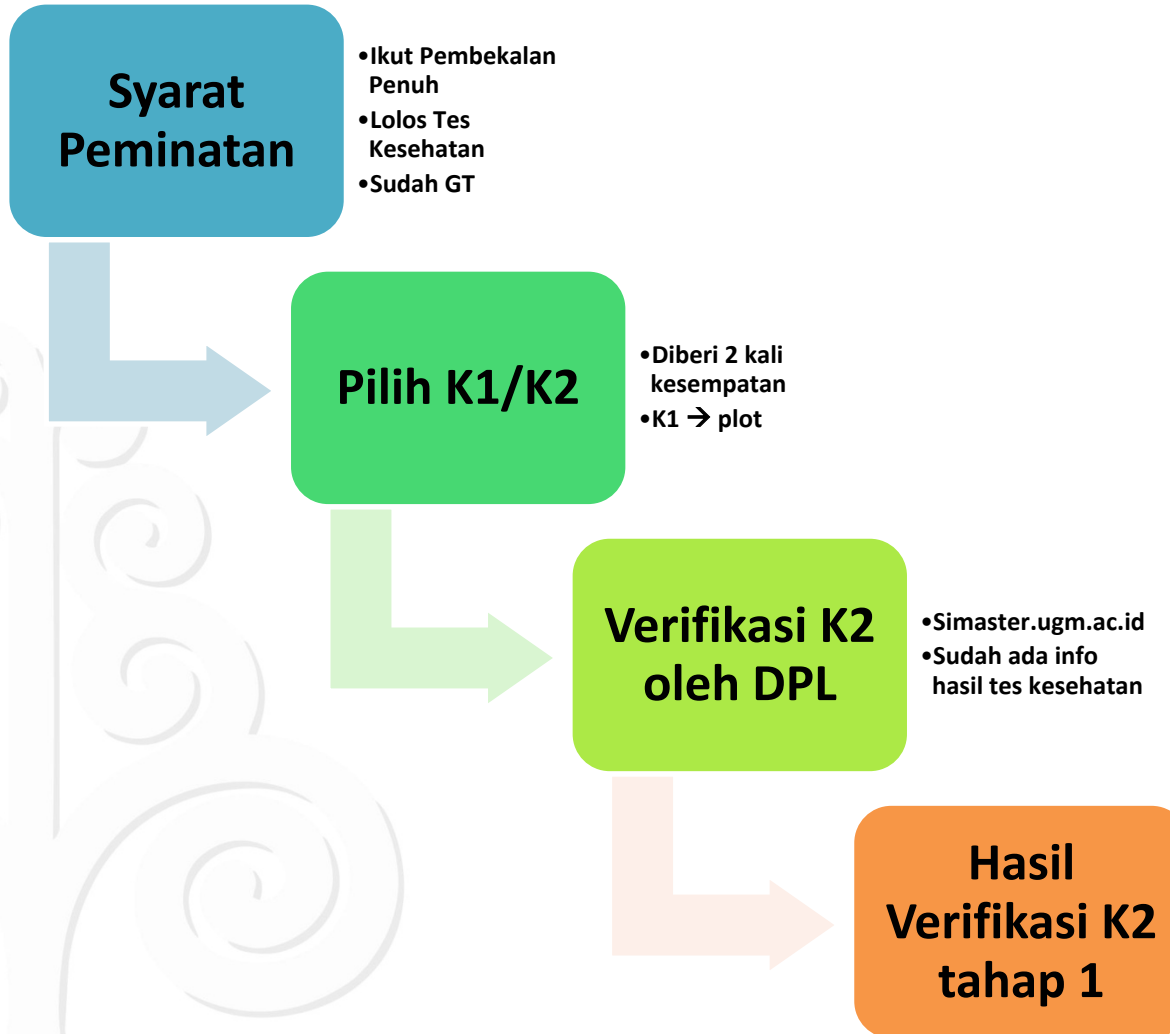 Syarat
Peminatan
•Ikut Pembekalan
Penuh
•Lolos Tes
Kesehatan
•Sudah GT
Pilih K1/K2
•Diberi 2 kali
kesempatan
•K1 → plot
Verifikasi K2
oleh DPL
•Simaster.ugm.ac.id
•Sudah ada info
hasil tes kesehatan
Hasil
Verifikasi K2
tahap 1